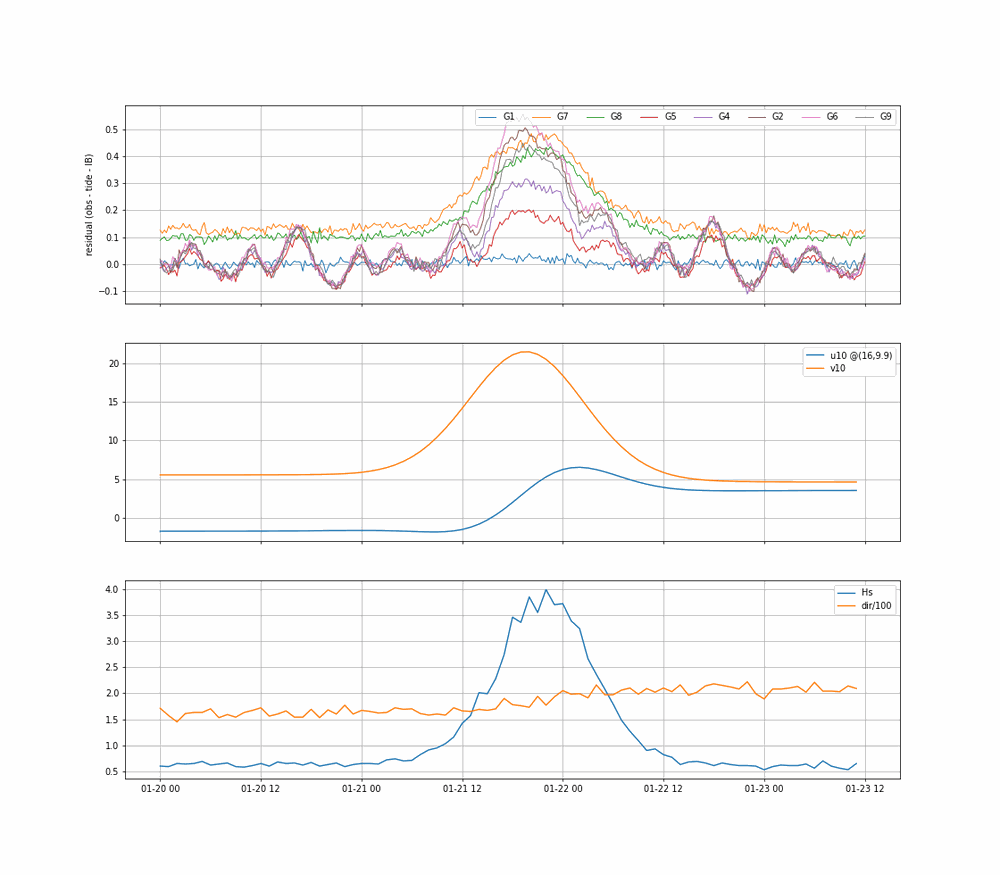 G1 G7 G8 G5 G4 G2 G6 G9
0.5
0.4
0.3
0.2
0.1
0.0
−0.1
residual (obs - tide - IB)
u10 @(16,9.9)
v10
20
15
10
5
0
Hs
dir/100
4.0
3.5
3.0
2.5
2.0
1.5
1.0
0.5
01-20 00 01-20 12 01-21 00 01-21 12 01-22 00 01-22 12 01-23 00 01-23 12